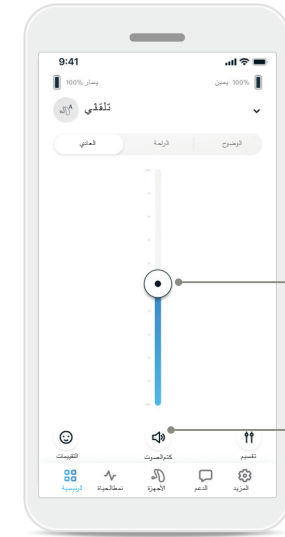 9:41
100% يمين
يسار 100%
تلقئي
A
الوضوح
الراحة
العادي
تقسيم
كتم الصوت
التقييمات
المزيد
الدعم
الأجهزة
نمط الحياة
الرئيسية